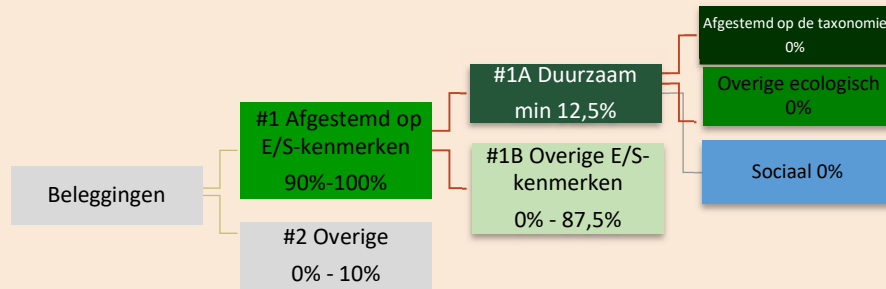 Beleggingen
#1 Afgestemd op
E/S-kenmerken
90%-100%
#2 Overige
0% - 10%
#1A Duurzaam
min 12,5%
#1B Overige E/S-
kenmerken
0% - 87,5%
Afgestemd op de taxonomie
0%
Overige ecologisch
0%
Sociaal 0%